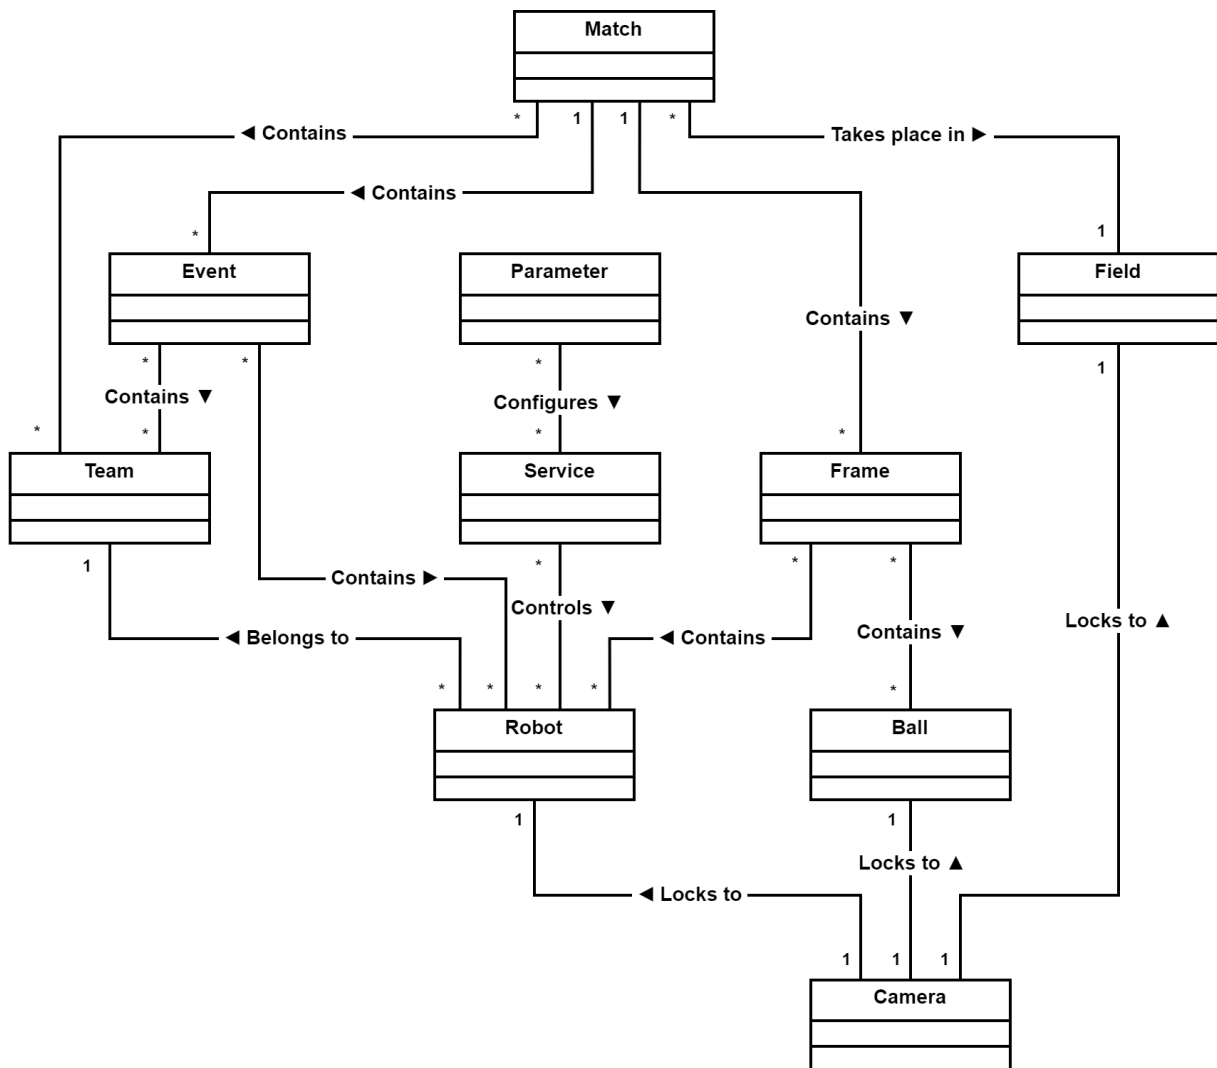 Match
* 1 1 *
◄ Contains
Takes place in ►
◄ Contains
* 1
Event
Parameter
Field
Contains ▼
* * * 1
Contains ▼
Configures ▼
* * * *
Team
Service
Frame
1 * * *
Contains ►
Controls ▼
Locks to ▲
◄ Belongs to
◄ Contains
Contains ▼
* * * * *
Robot
Ball
1 1
Locks to ▲
◄ Locks to
1 1 1
Camera